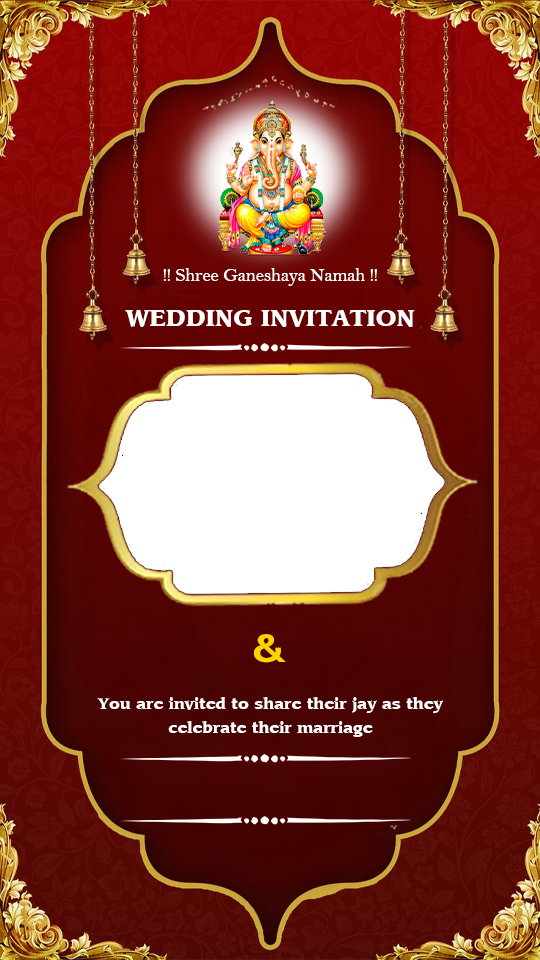 !! Shree Ganeshaya Namah !!
WEDDING INVITATION
&
You are invited to share their jay as they
celebrate their marriage